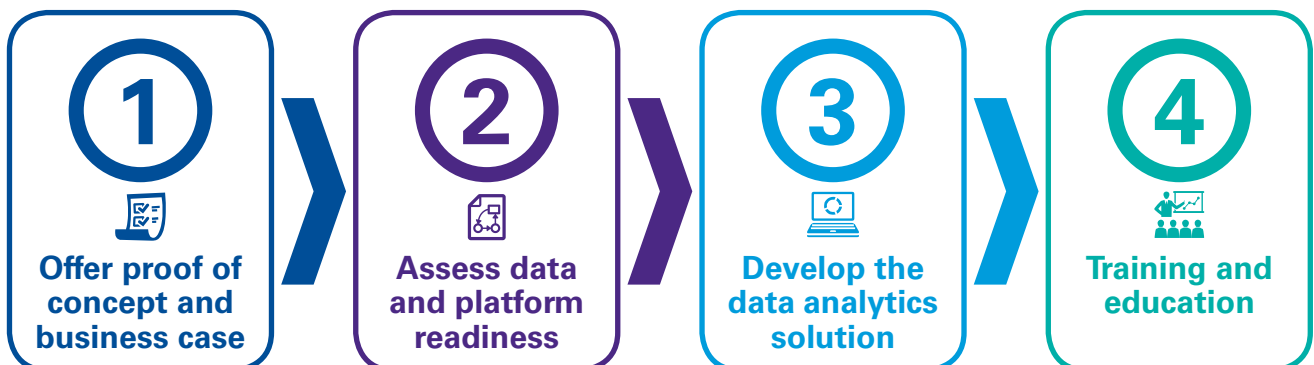 1
Offer proof of
concept and
business case
2
Assess data
and platform
readiness
3
Develop the
data analytics
solution
4
Training and
education